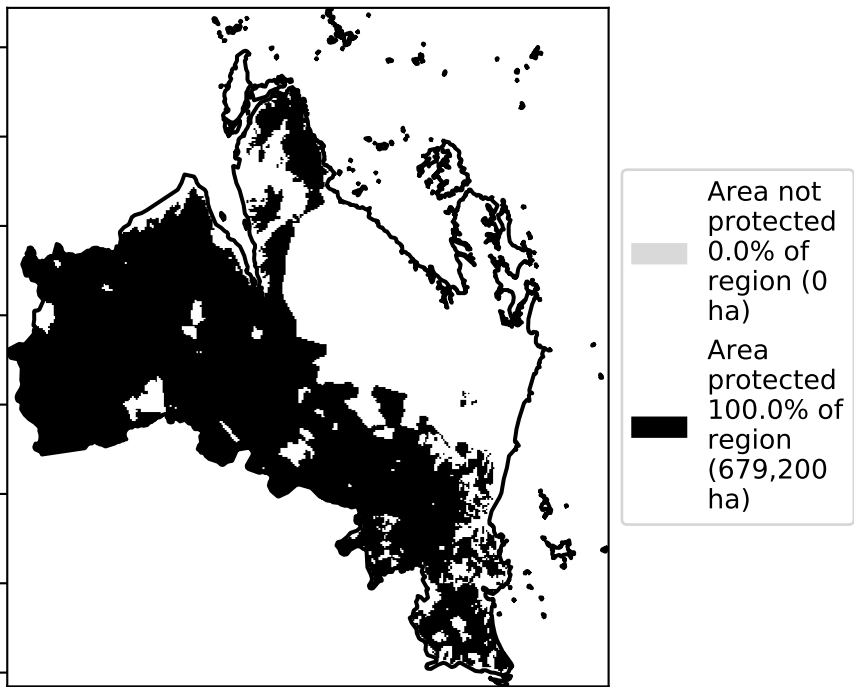 Area not
protected
0.0% of
region (0
ha)
Area
protected
100.0% of
region
(679,200
ha)